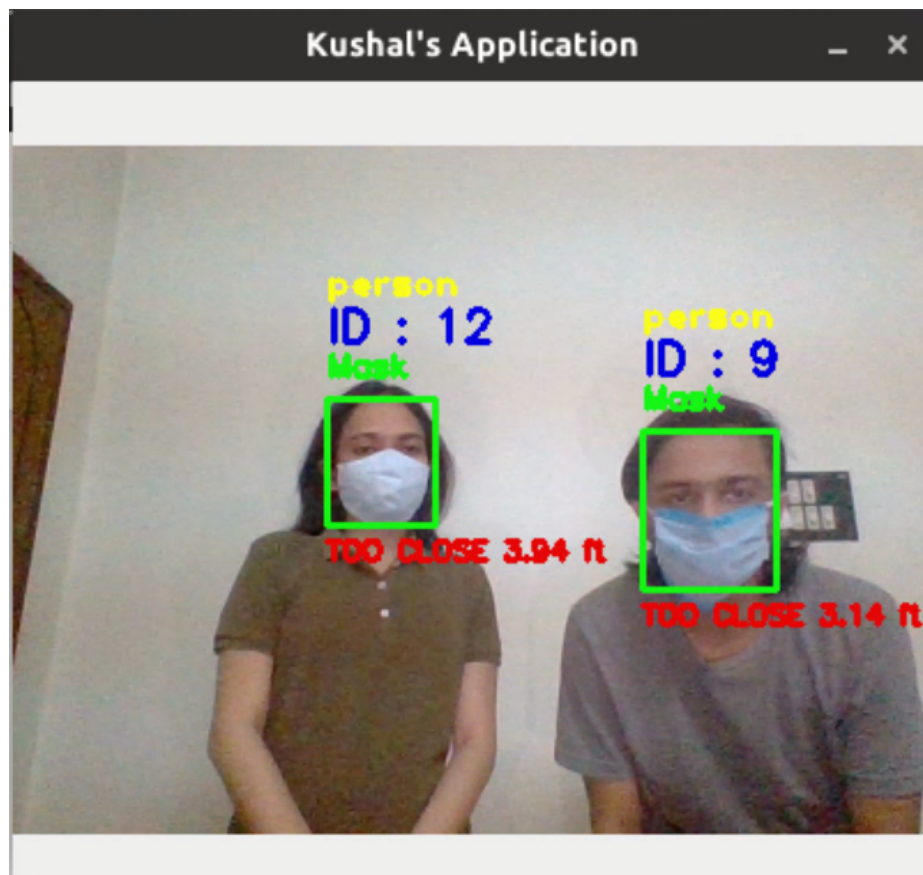 Kushal's Application
person
ID : 12
Mask
TOO CLOSE 3.94 ft
person
ID : 9
Mask
TOO CLOSE 3.14 ft